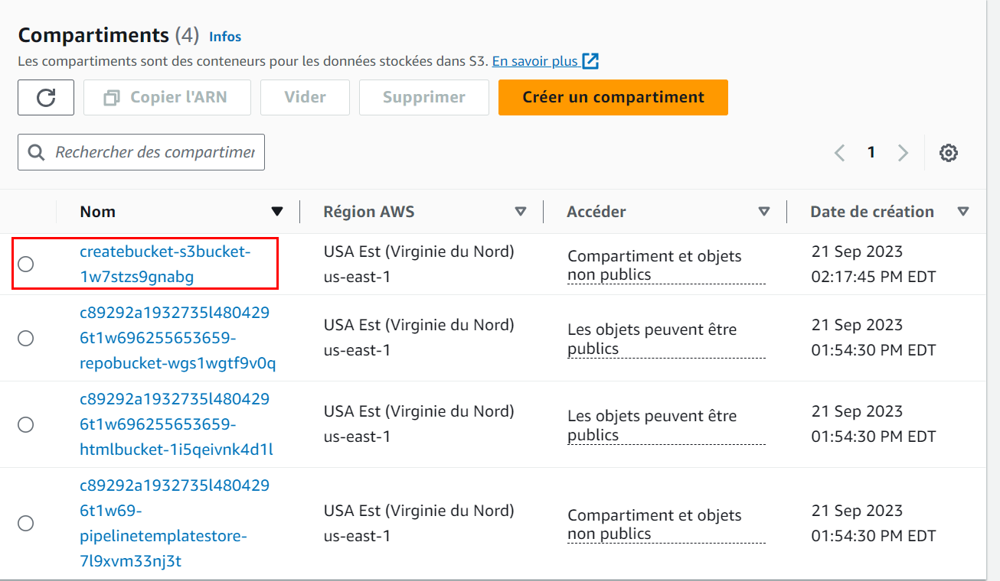 Compartiments (4) Infos
Les compartiments sont des conteneurs pour les données stockées dans S3. En savoir plus
Copier l'ARN Vider Supprimer Créer un compartiment
Rechercher des compartimen
1
Nom Région AWS Accéder Date de création
createbucket-s3bucket-
1w7stzs9gnabg
USA Est (Virginie du Nord)
us-east-1
Compartiment et objets
non publics
21 Sep 2023
02:17:45 PM EDT
c89292a1932735l480429
6t1w696255653659-
repobucket-wgs1wgtf9v0q
USA Est (Virginie du Nord)
us-east-1
Les objets peuvent être
publics
21 Sep 2023
01:54:30 PM EDT
c89292a1932735l480429
6t1w696255653659-
htmlbucket-1i5qeivnk4d1l
USA Est (Virginie du Nord)
us-east-1
Les objets peuvent être
publics
21 Sep 2023
01:54:30 PM EDT
c89292a1932735l480429
6t1w69-
pipelinetemplatestore-
7l9xvm33nj3t
USA Est (Virginie du Nord)
us-east-1
Compartiment et objets
non publics
21 Sep 2023
01:54:30 PM EDT